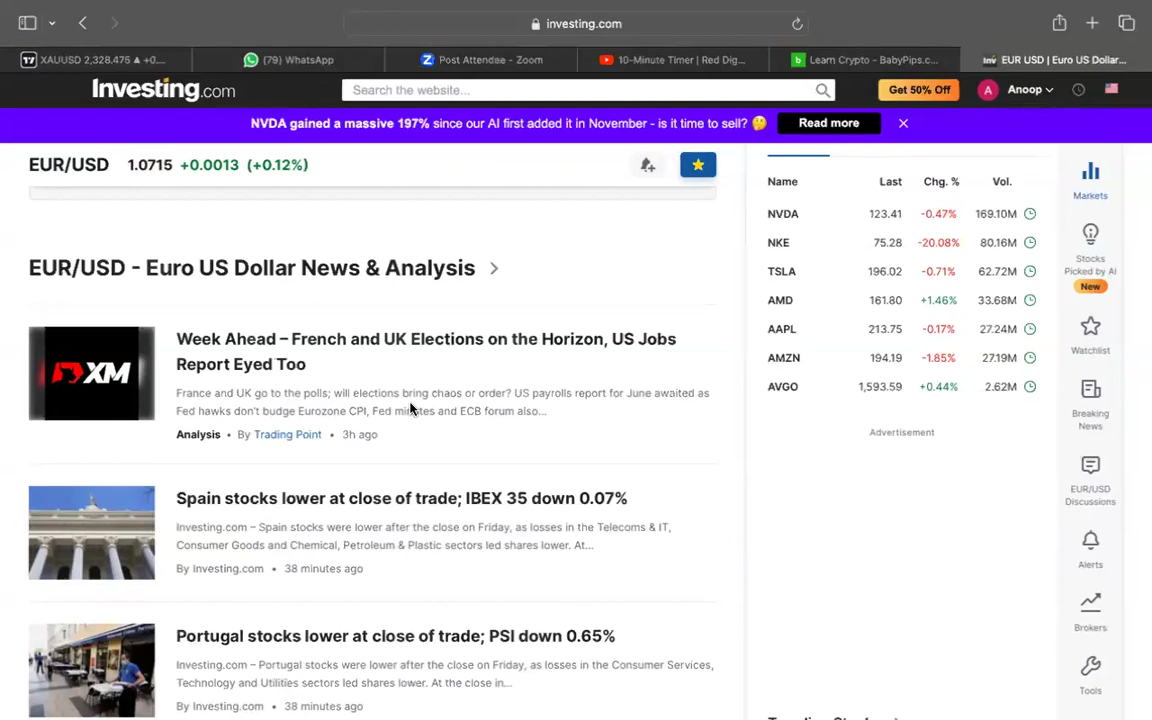 investing.com
XAUUSD 2,328.475 ▲ +0....
(79) WhatsApp
Post Attendee - Zoom
10-Minute Timer | Red Dig...
Learn Crypto - BabyPips.c...
EUR USD | Euro US Dollar...
Investing.com
Search the website...
Get 50% Off
A
Anoop
NVDA gained a massive 197% since our AI first added it in November - is it time to sell? 🤔
Read more
EUR/USD 1.0715 +0.0013 (+0.12%)
EUR/USD - Euro US Dollar News & Analysis
XM
Week Ahead – French and UK Elections on the Horizon, US Jobs
Report Eyed Too
France and UK go to the polls; will elections bring chaos or order? US payrolls report for June awaited as
Fed hawks don't budge Eurozone CPI, Fed minutes and ECB forum also...
Analysis • By Trading Point • 3h ago
Spain stocks lower at close of trade; IBEX 35 down 0.07%
Investing.com – Spain stocks were lower after the close on Friday, as losses in the Telecoms & IT,
Consumer Goods and Chemical, Petroleum & Plastic sectors led shares lower. At...
By Investing.com • 38 minutes ago
Portugal stocks lower at close of trade; PSI down 0.65%
Investing.com – Portugal stocks were lower after the close on Friday, as losses in the Consumer Services,
Technology and Utilities sectors led shares lower. At the close in...
By Investing.com • 38 minutes ago
Name Last Chg. % Vol.
NVDA 123.41 -0.47% 169.10M
NKE 75.28 -20.08% 80.16M
TSLA 196.02 -0.71% 62.72M
AMD 161.80 +1.46% 33.68M
AAPL 213.75 -0.17% 27.24M
AMZN 194.19 -1.85% 27.19M
AVGO 1,593.59 +0.44% 2.62M
Advertisement
Markets
Stocks
Picked by AI
New
Watchlist
Breaking
News
EUR/USD
Discussions
Alerts
Brokers
Tools